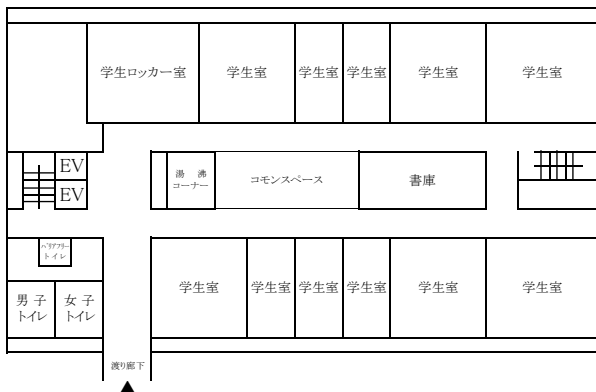 学生ロッカー室
学生室
学生室
学生室
学生室
学生室
EV
EV
湯 沸
コーナー
コモンスペース
書庫
バリアフリー
トイレ
男 子
トイレ
女 子
トイレ
学生室
学生室
学生室
学生室
学生室
学生室
渡り廊下